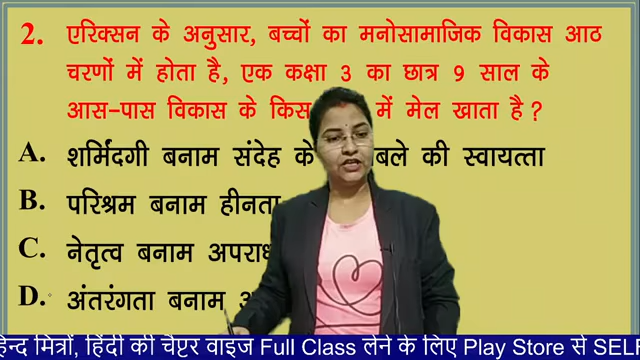 2. एरिक्सन के अनुसार, बच्चों का मनोसामाजिक विकास आठ
चरणों में होता है, एक कक्षा 3 का छात्र 9 साल के
आस-पास विकास के किस में मेल खाता है ?
A. शर्मिंदगी बनाम संदेह के बले की स्वायत्ता
B. परिश्रम बनाम हीनता
C. नेतृत्व बनाम अपराध
D. अंतरंगता बनाम
हिन्द मित्रों, हिंदी की चैप्टर वाइज Full Class लेने के लिए Play Store से SEL